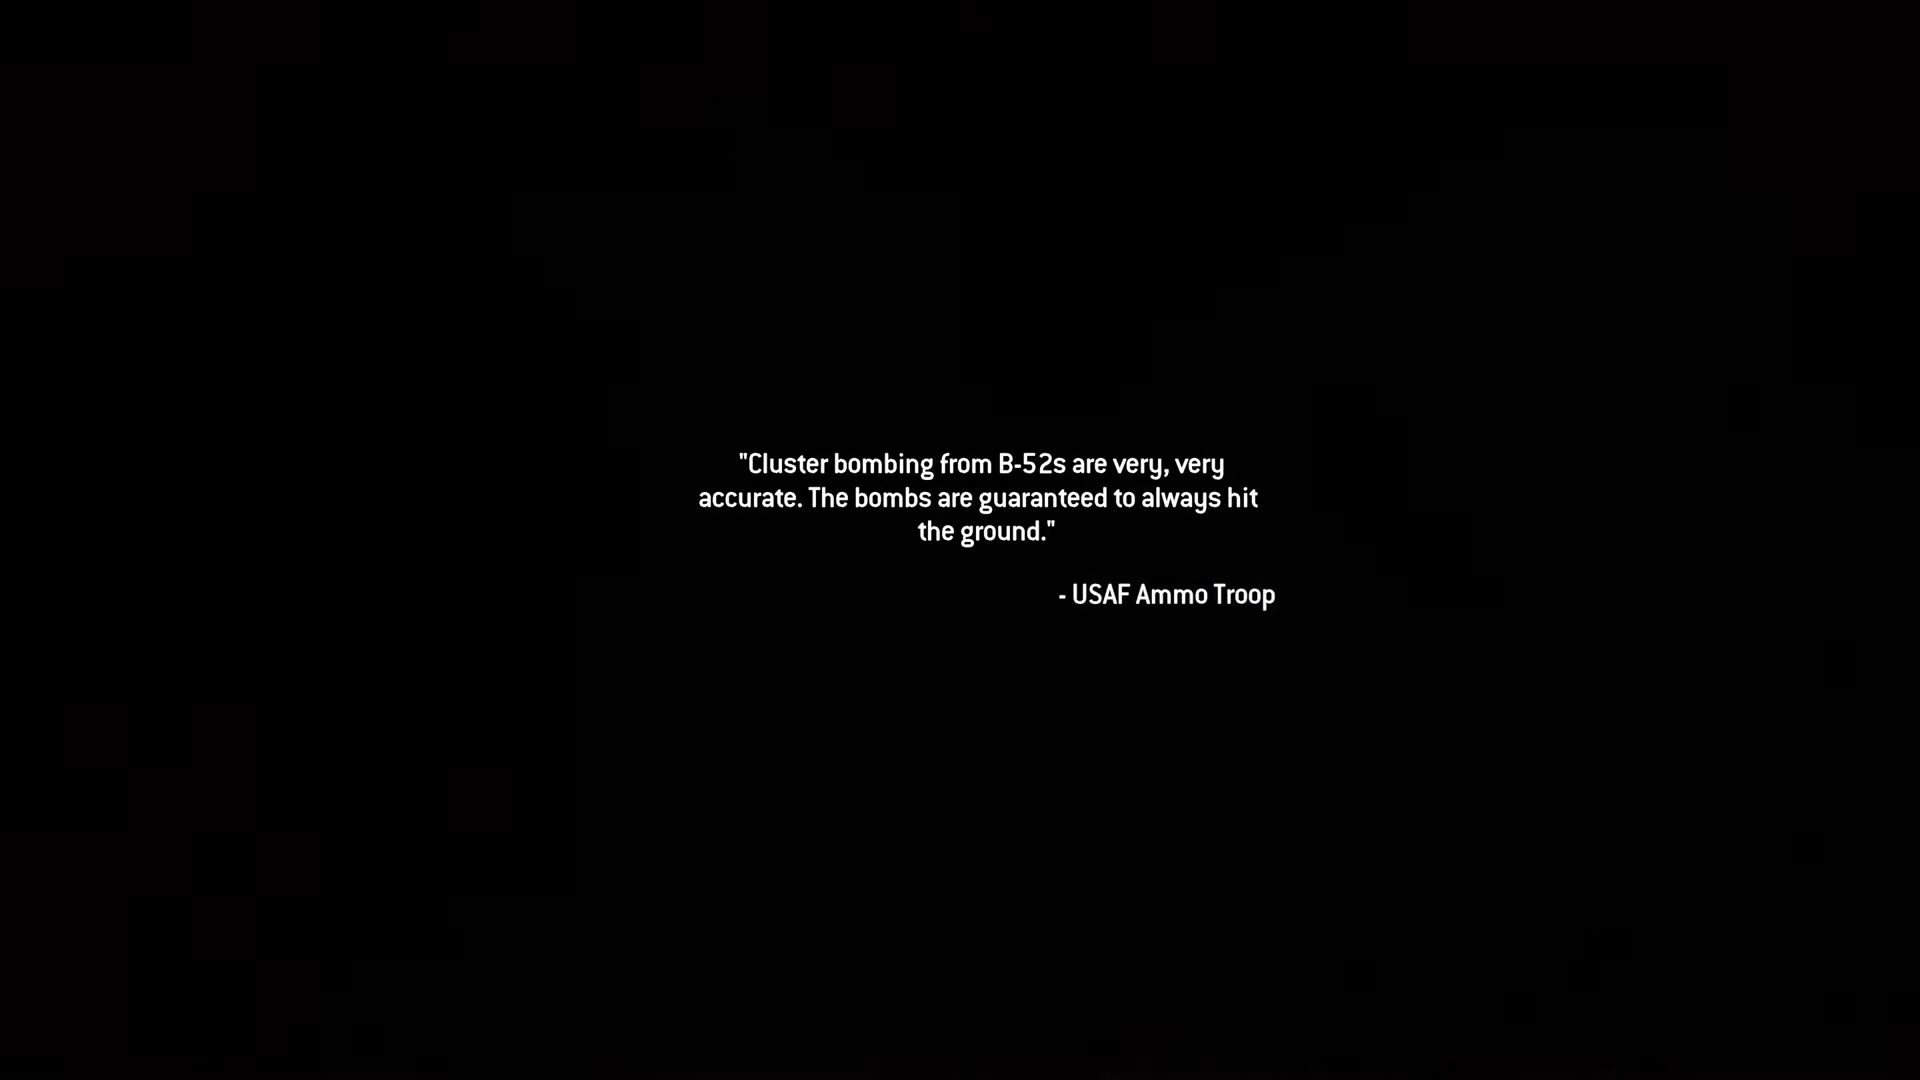 "Cluster bombing from B-52s are very, very
accurate. The bombs are guaranteed to always hit
the ground."
- USAF Ammo Troop